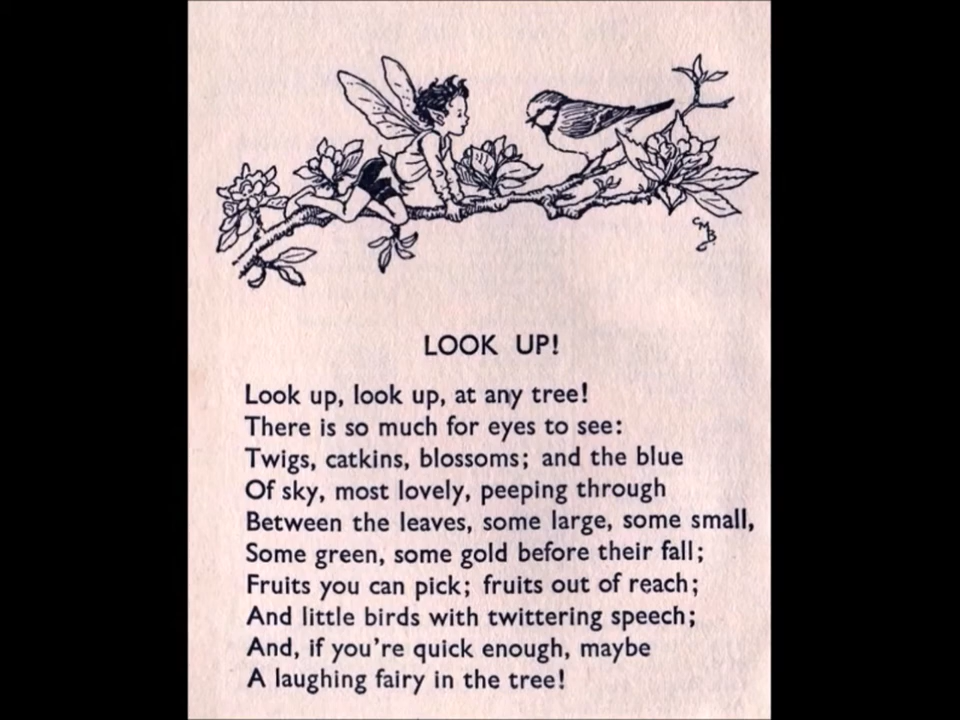 CMB
LOOK UP!
Look up, look up, at any tree!
There is so much for eyes to see:
Twigs, catkins, blossoms; and the blue
Of sky, most lovely, peeping through
Between the leaves, some large, some small,
Some green, some gold before their fall;
Fruits you can pick; fruits out of reach;
And little birds with twittering speech;
And, if you're quick enough, maybe
A laughing fairy in the tree!